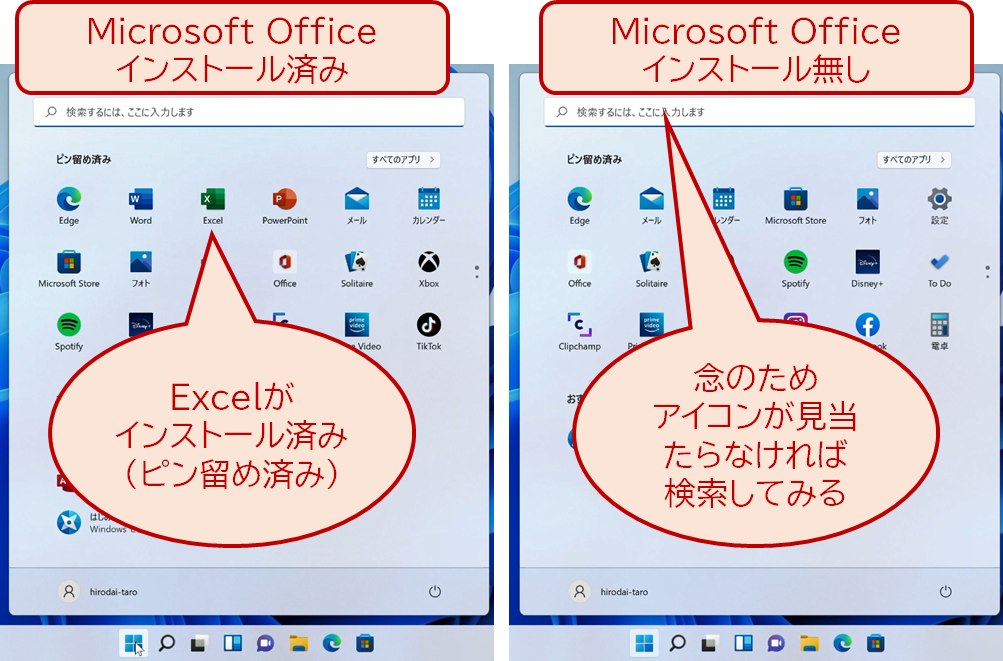 Microsoft Office
インストール済み
検索するには、ここに入力します
ピン留め済み
すべてのアプリ >
Edge
Word
Excel
PowerPoint
メール
カレンダー
Microsoft Store
フォト
Office
Solitaire
Xbox
Spotify
Video
TikTok
Excelが
インストール済み
（ピン留め済み）
Windows
hirodai-taro
Microsoft Office
インストール無し
検索するには、ここに入力します
ピン留め済み
すべてのアプリ >
Edge
メール
ンダー
Microsoft Store
フォト
設定
Office
Solitaire
Spotify
Disney+
To Do
Clipchamp
電卓
念のため
アイコンが見当
たらなければ
検索してみる
hirodai-taro